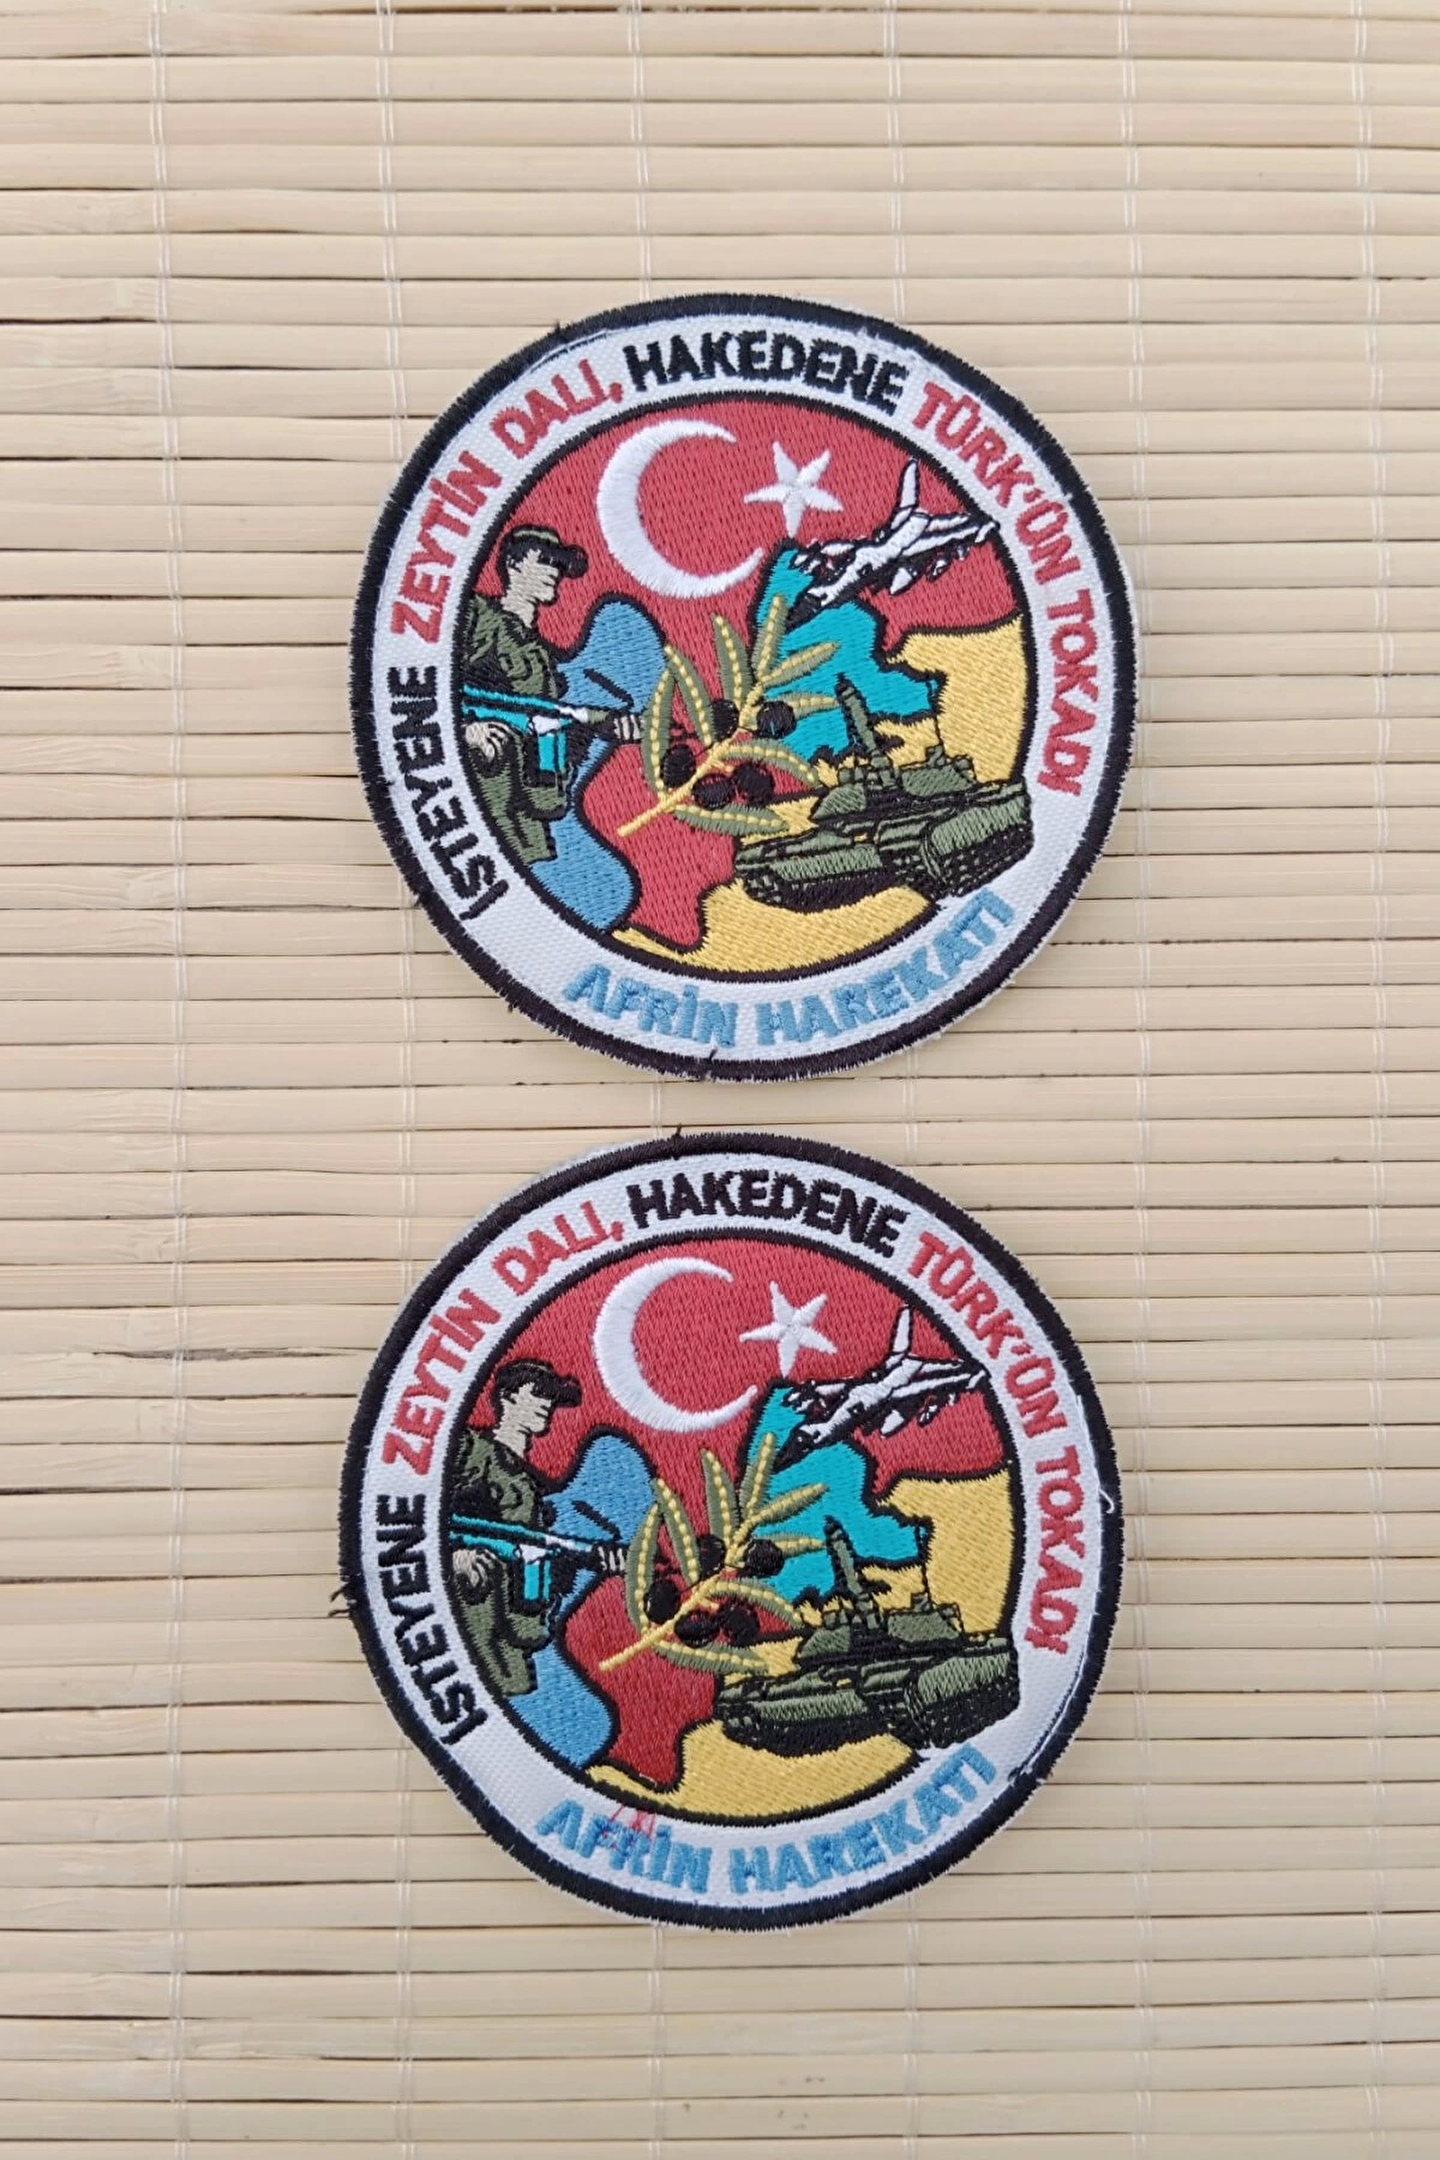 İSTEYENE ZEYTİN DALI, HAKEDENE TÜRK'ÜN TOKADI
AFRİN HAREKATI
İSTEYENE ZEYTİN DALI, HAKEDENE TÜRK'ÜN TOKADI
AFRİN HAREKATI